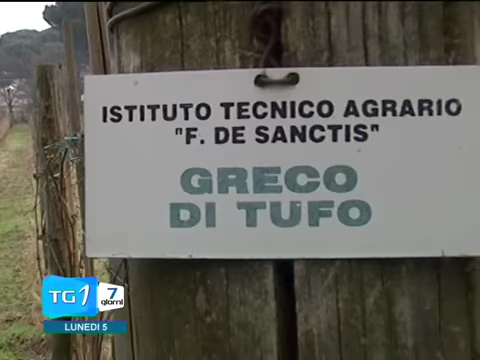 ISTITUTO TECNICO AGRARIO
"F. DE SANCTIS"
GRECO
DI TUFO
TG1 7
giorni
LUNEDI 5